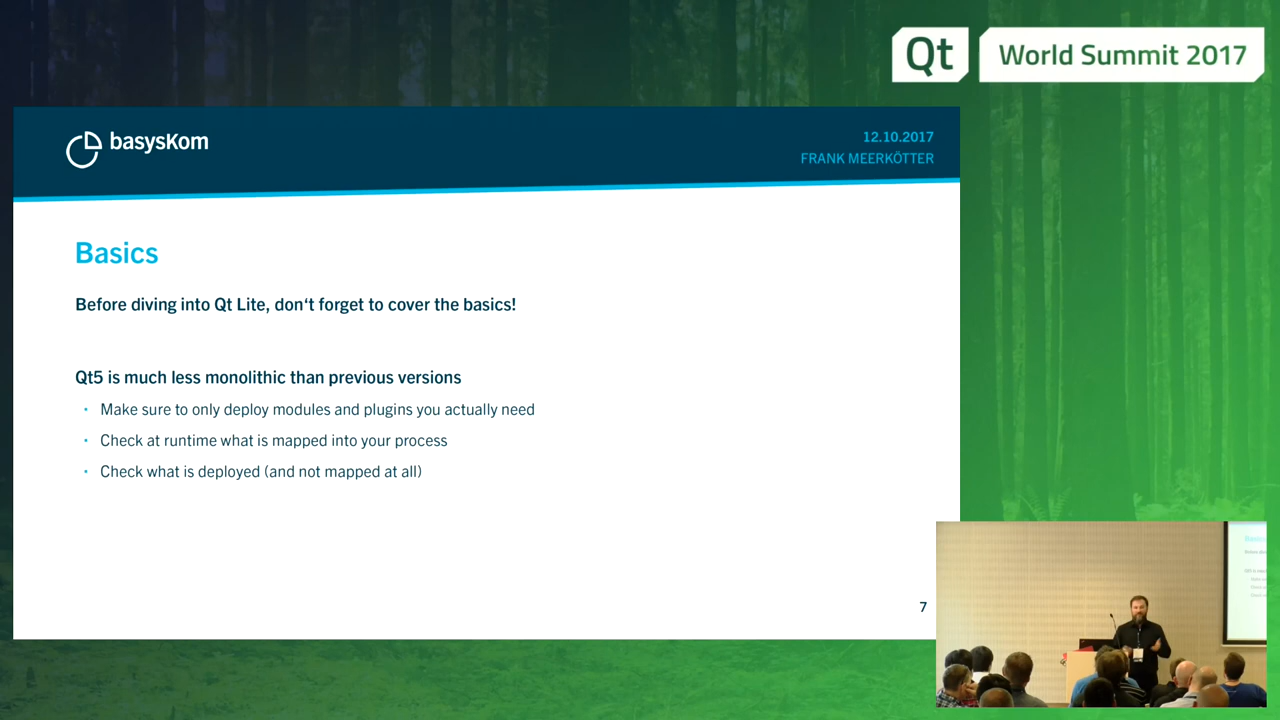 Qt World Summit 2017
basysKom
12.10.2017
FRANK MEERKÖTTER
Basics
Before diving into Qt Lite, don‘t forget to cover the basics!
Qt5 is much less monolithic than previous versions
· Make sure to only deploy modules and plugins you actually need
· Check at runtime what is mapped into your process
· Check what is deployed (and not mapped at all)
7